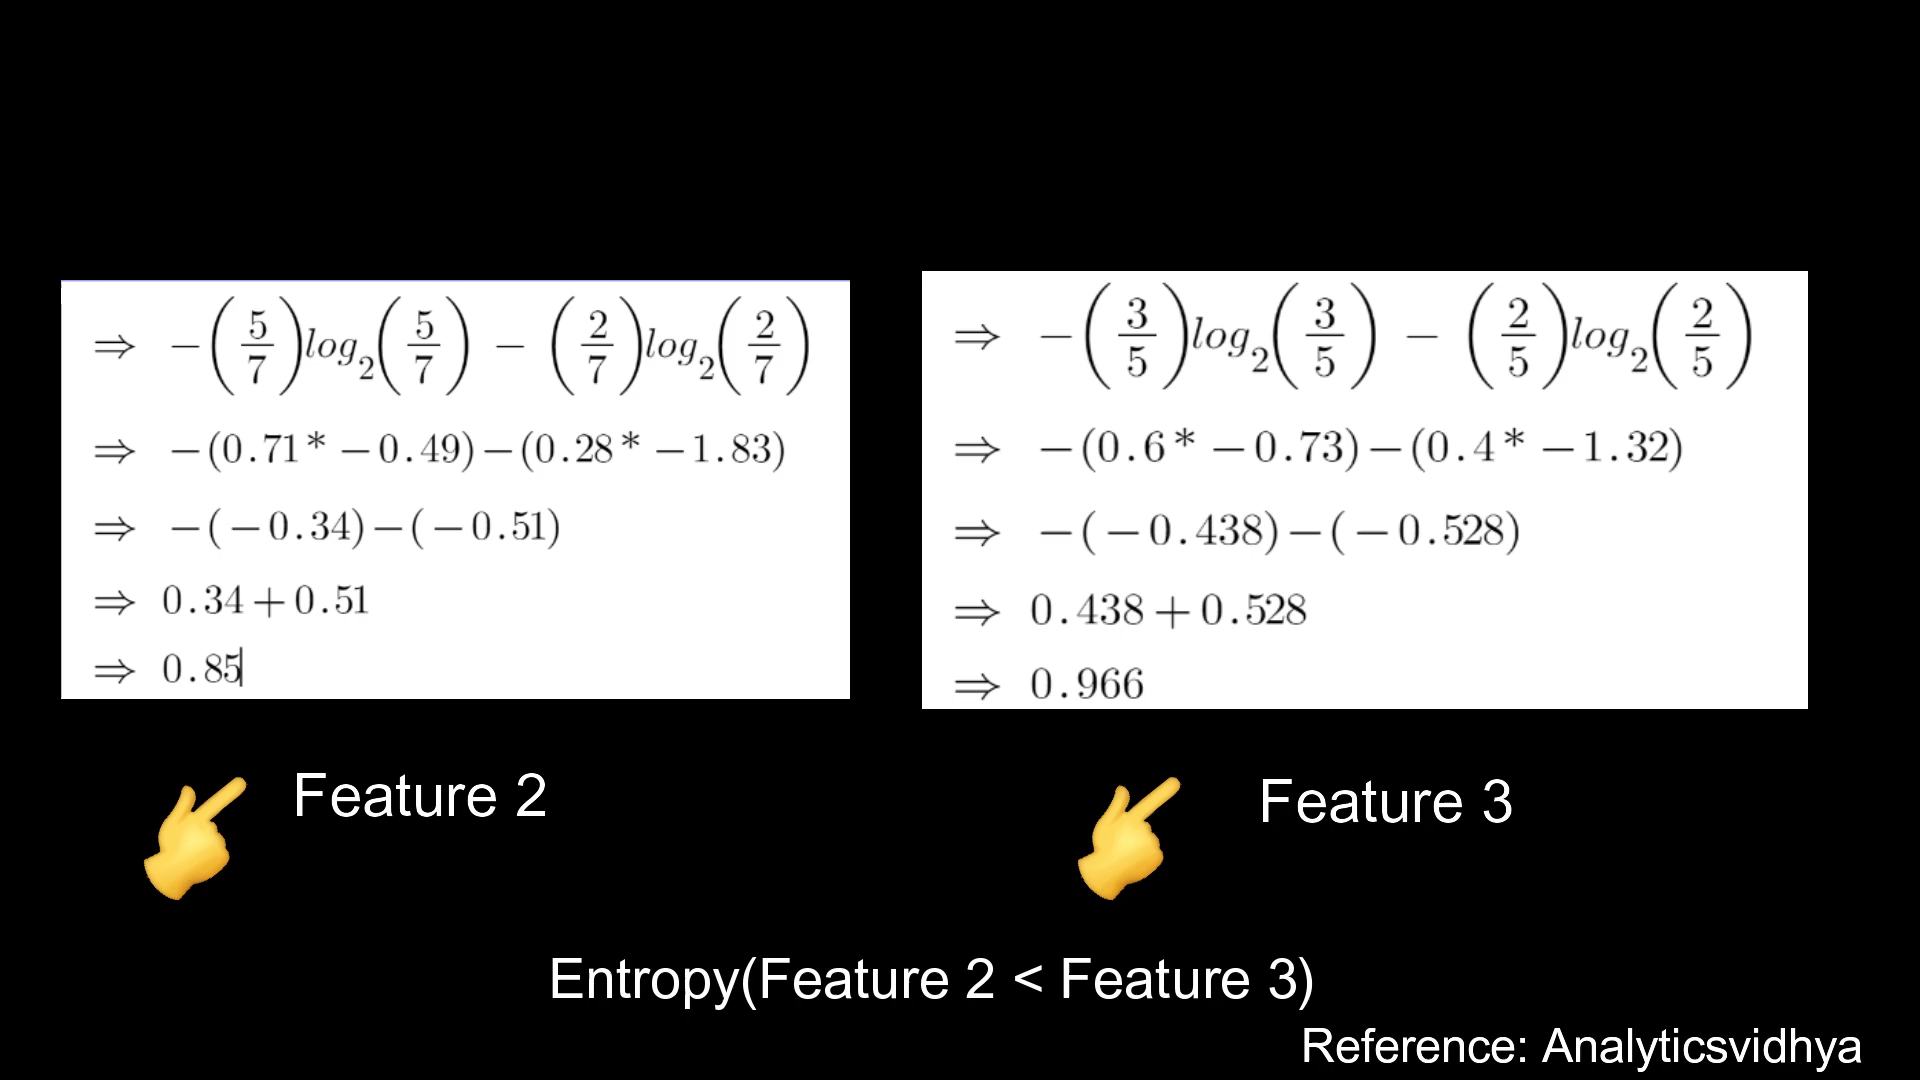 ⇒ −(5/7)log₂(5/7) − (2/7)log₂(2/7)
⇒ −(0.71* −0.49)−(0.28* −1.83)
⇒ −(−0.34)−(−0.51)
⇒ 0.34+0.51
⇒ 0.85
Feature 2
⇒ −(3/5)log₂(3/5) − (2/5)log₂(2/5)
⇒ −(0.6* −0.73)−(0.4* −1.32)
⇒ −(−0.438)−(−0.528)
⇒ 0.438+0.528
⇒ 0.966
Feature 3
Entropy(Feature 2 < Feature 3)
Reference: Analyticsvidhya